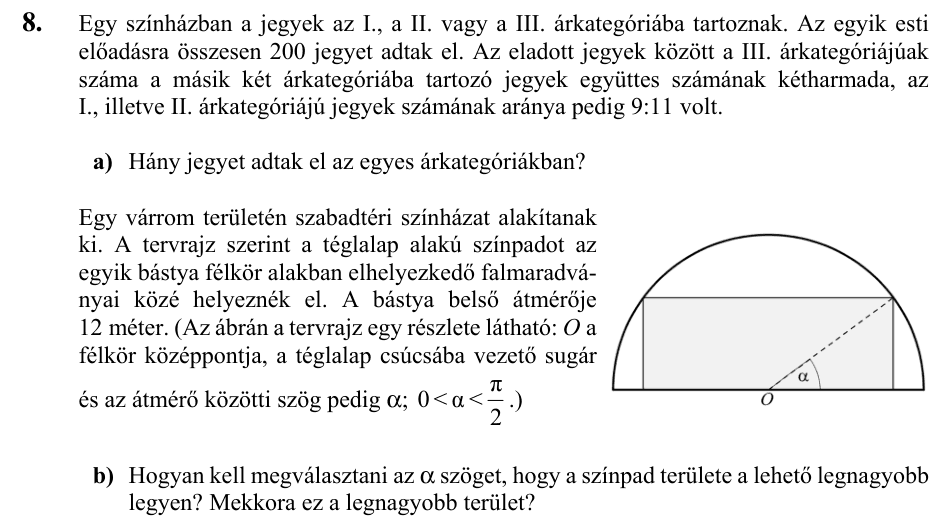 8. Egy színházban a jegyek az I., a II. vagy a III. árkategóriába tartoznak. Az egyik esti
előadásra összesen 200 jegyet adtak el. Az eladott jegyek között a III. árkategóriájúak
száma a másik két árkategóriába tartozó jegyek együttes számának kétharmada, az
I., illetve II. árkategóriájú jegyek számának aránya pedig 9:11 volt.
a) Hány jegyet adtak el az egyes árkategóriákban?
Egy várrom területén szabadtéri színházat alakítanak
ki. A tervrajz szerint a téglalap alakú színpadot az
egyik bástya félkör alakban elhelyezkedő falmaradvá-
nyai közé helyeznék el. A bástya belső átmérője
12 méter. (Az ábrán a tervrajz egy részlete látható: O a
félkör középpontja, a téglalap csúcsába vezető sugár
és az átmérő közötti szög pedig α; 0 < α < π/2 .)
α
O
b) Hogyan kell megválasztani az α szöget, hogy a színpad területe a lehető legnagyobb
legyen? Mekkora ez a legnagyobb terület?